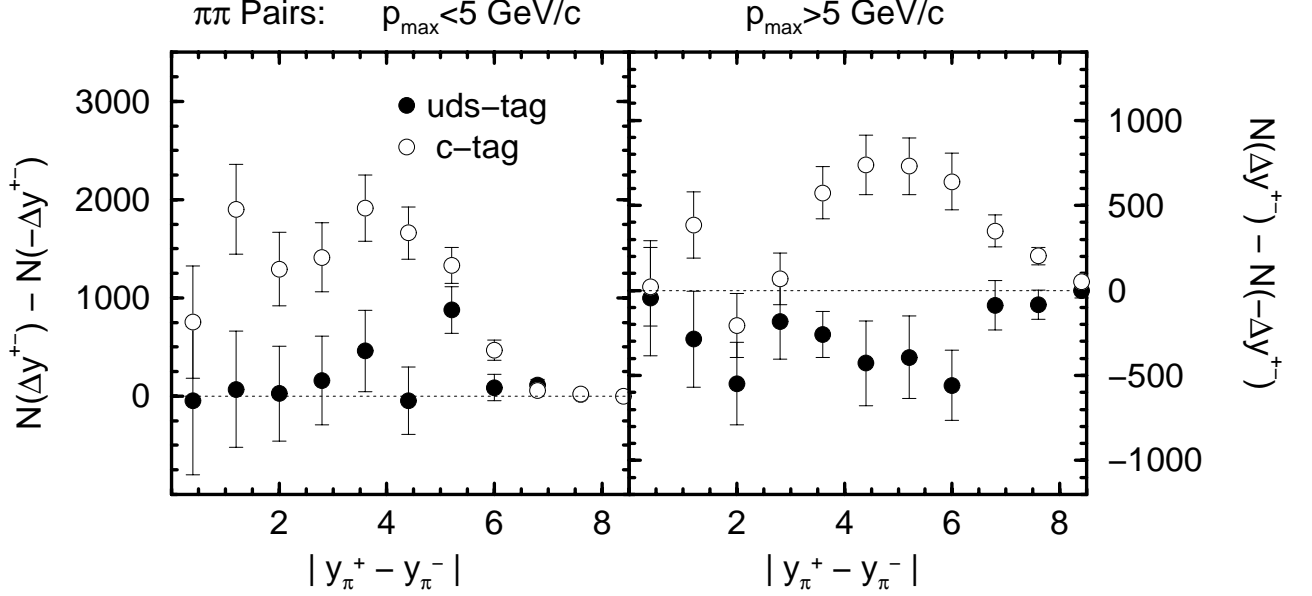 ππ Pairs: p_max<5 GeV/c p_max>5 GeV/c
N(Δy⁺⁻) − N(−Δy⁺⁻)
3000
2000
1000
0
uds−tag
c−tag
1000
500
0
−500
−1000
N(Δy⁺⁻) − N(−Δy⁺⁻)
2 4 6 8 2 4 6 8
| y_π⁺ − y_π⁻ | | y_π⁺ − y_π⁻ |